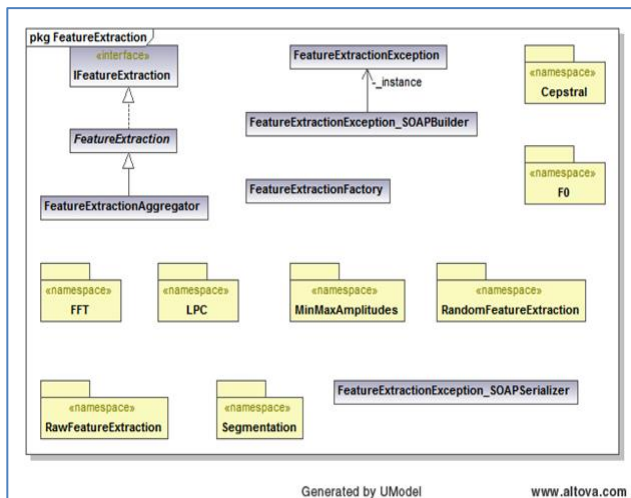 pkg FeatureExtraction
«interface»
IFeatureExtraction
FeatureExtractionException
«namespace»
Cepstral
-_instance
FeatureExtraction
FeatureExtractionException_SOAPBuilder
«namespace»
F0
FeatureExtractionAggregator
FeatureExtractionFactory
«namespace»
FFT
«namespace»
LPC
«namespace»
MinMaxAmplitudes
«namespace»
RandomFeatureExtraction
«namespace»
RawFeatureExtraction
«namespace»
Segmentation
FeatureExtractionException_SOAPSerializer
Generated by UModel
www.altova.com